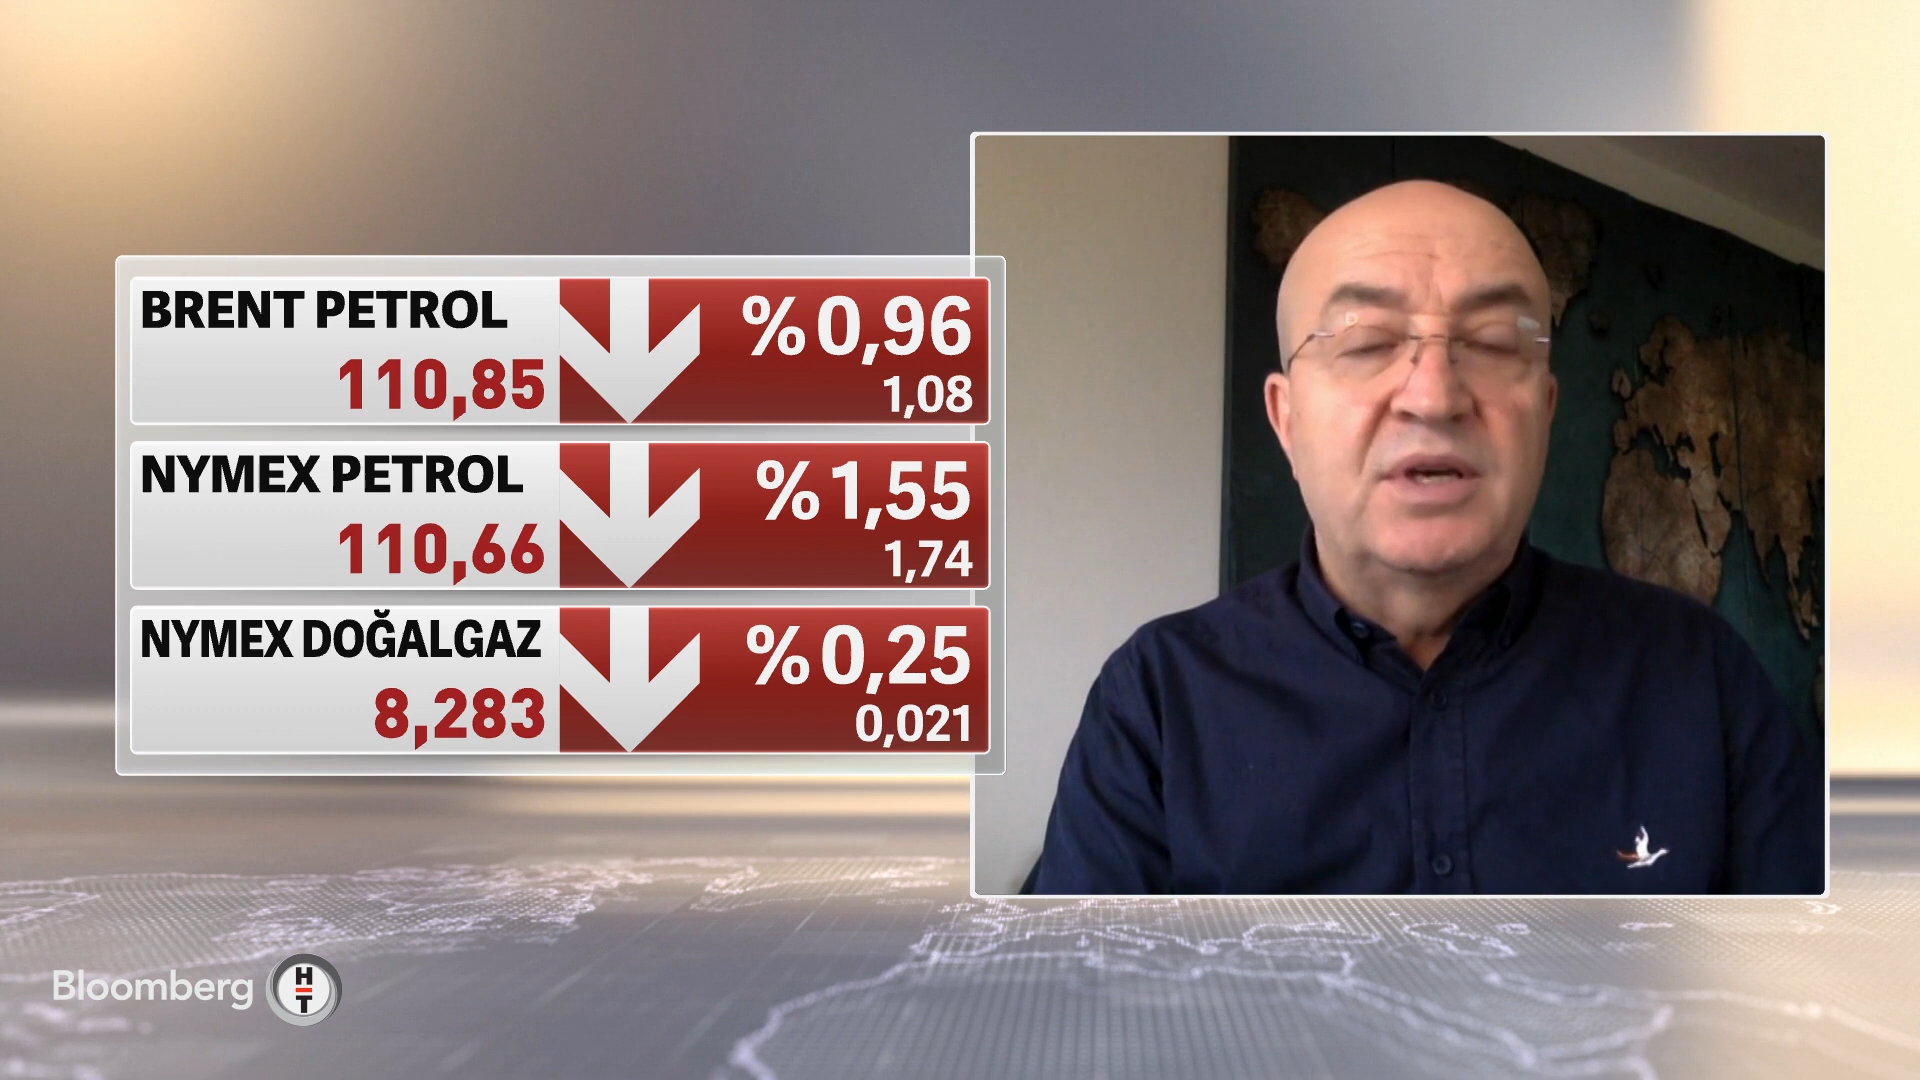 BRENT PETROL
110,85
%0,96
1,08
NYMEX PETROL
110,66
%1,55
1,74
NYMEX DOĞALGAZ
8,283
%0,25
0,021
Bloomberg HT